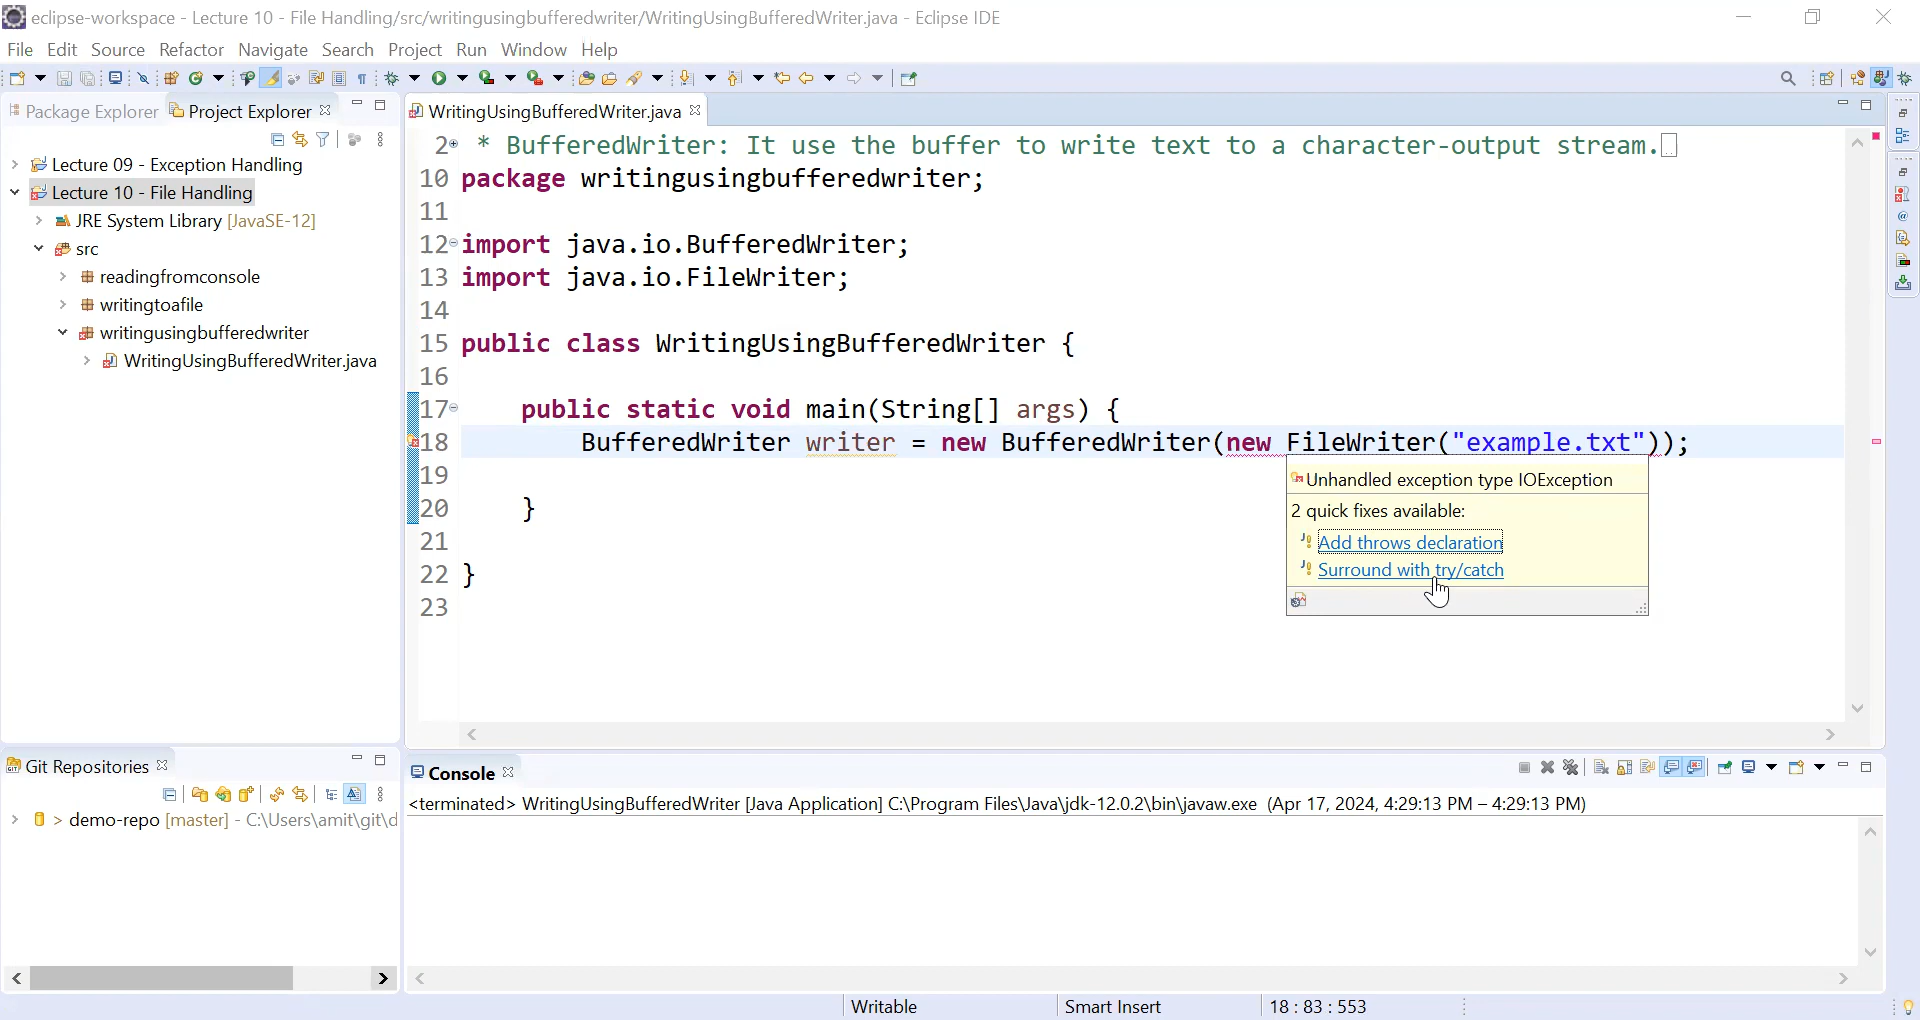 eclipse-workspace - Lecture 10 - File Handling/src/writingusingbufferedwriter/WritingUsingBufferedWriter.java - Eclipse IDE
File Edit Source Refactor Navigate Search Project Run Window Help
Package Explorer Project Explorer
WritingUsingBufferedWriter.java
Lecture 09 - Exception Handling
Lecture 10 - File Handling
JRE System Library [JavaSE-12]
src
readingfromconsole
writingtoafile
writingusingbufferedwriter
WritingUsingBufferedWriter.java
2 * BufferedWriter: It use the buffer to write text to a character-output stream.
10 package writingusingbufferedwriter;
11
12 import java.io.BufferedWriter;
13 import java.io.FileWriter;
14
15 public class WritingUsingBufferedWriter {
16
17 public static void main(String[] args) {
18 BufferedWriter writer = new BufferedWriter(new FileWriter("example.txt"));
19
20 }
21
22 }
23
Unhandled exception type IOException
2 quick fixes available:
Add throws declaration
Surround with try/catch
Git Repositories
> demo-repo [master] - C:\Users\amit\git\d
Console
<terminated> WritingUsingBufferedWriter [Java Application] C:\Program Files\Java\jdk-12.0.2\bin\javaw.exe (Apr 17, 2024, 4:29:13 PM – 4:29:13 PM)
Writable Smart Insert 18 : 83 : 553